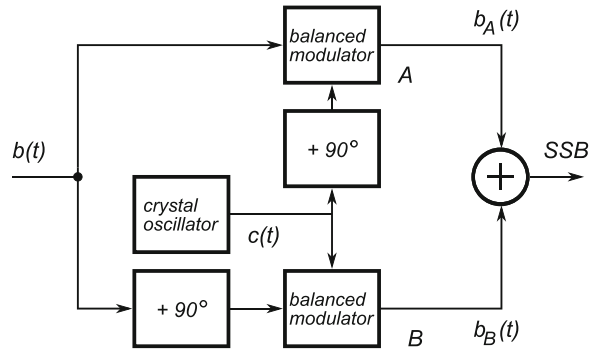 balanced
modulator
b_A(t)
A
+ 90°
b(t)
SSB
+
crystal
oscillator
c(t)
+ 90°
balanced
modulator
B
b_B(t)